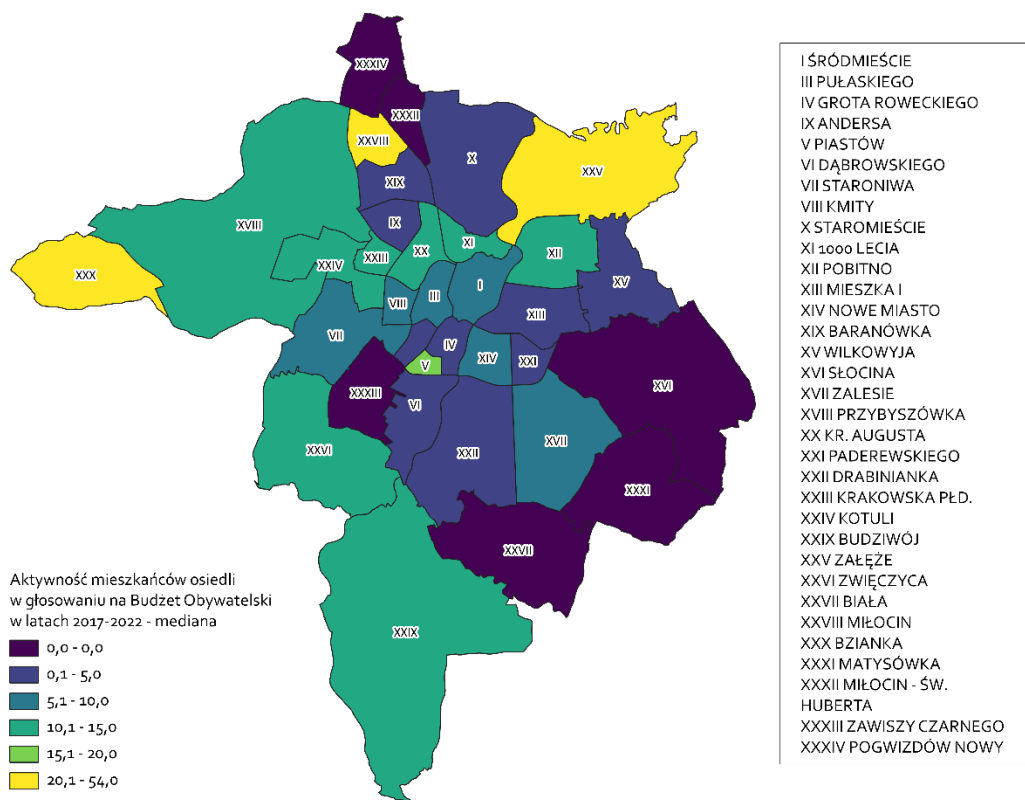 XXXIV
XXXII
XXVIII
X
XXV
XIX
IX
XVIII
XX
XI
XII
XXIII
XXIV
XXX
I
XV
VIII
III
XIII
VII
IV
XIV
XXI
V
XVI
XXXIII
VI
XXVI
XXII
XVII
XXXI
XXVII
XXIX
Aktywność mieszkańców osiedli
w głosowaniu na Budżet Obywatelski
w latach 2017-2022 - mediana
0,0 - 0,0
0,1 - 5,0
5,1 - 10,0
10,1 - 15,0
15,1 - 20,0
20,1 - 54,0
I ŚRÓDMIEŚCIE
III PUŁASKIEGO
IV GROTA ROWECKIEGO
IX ANDERSA
V PIASTÓW
VI DĄBROWSKIEGO
VII STARONIWA
VIII KMITY
X STAROMIEŚCIE
XI 1000 LECIA
XII POBITNO
XIII MIESZKA I
XIV NOWE MIASTO
XIX BARANÓWKA
XV WILKOWYJA
XVI SŁOCINA
XVII ZALESIE
XVIII PRZYBYSZÓWKA
XX KR. AUGUSTA
XXI PADEREWSKIEGO
XXII DRABINIANKA
XXIII KRAKOWSKA PŁD.
XXIV KOTULI
XXIX BUDZIWÓJ
XXV ZAŁĘŻE
XXVI ZWIĘCZYCA
XXVII BIAŁA
XXVIII MIŁOCIN
XXX BZIANKA
XXXI MATYSÓWKA
XXXII MIŁOCIN - ŚW.
HUBERTA
XXXIII ZAWISZY CZARNEGO
XXXIV POGWIZDÓW NOWY